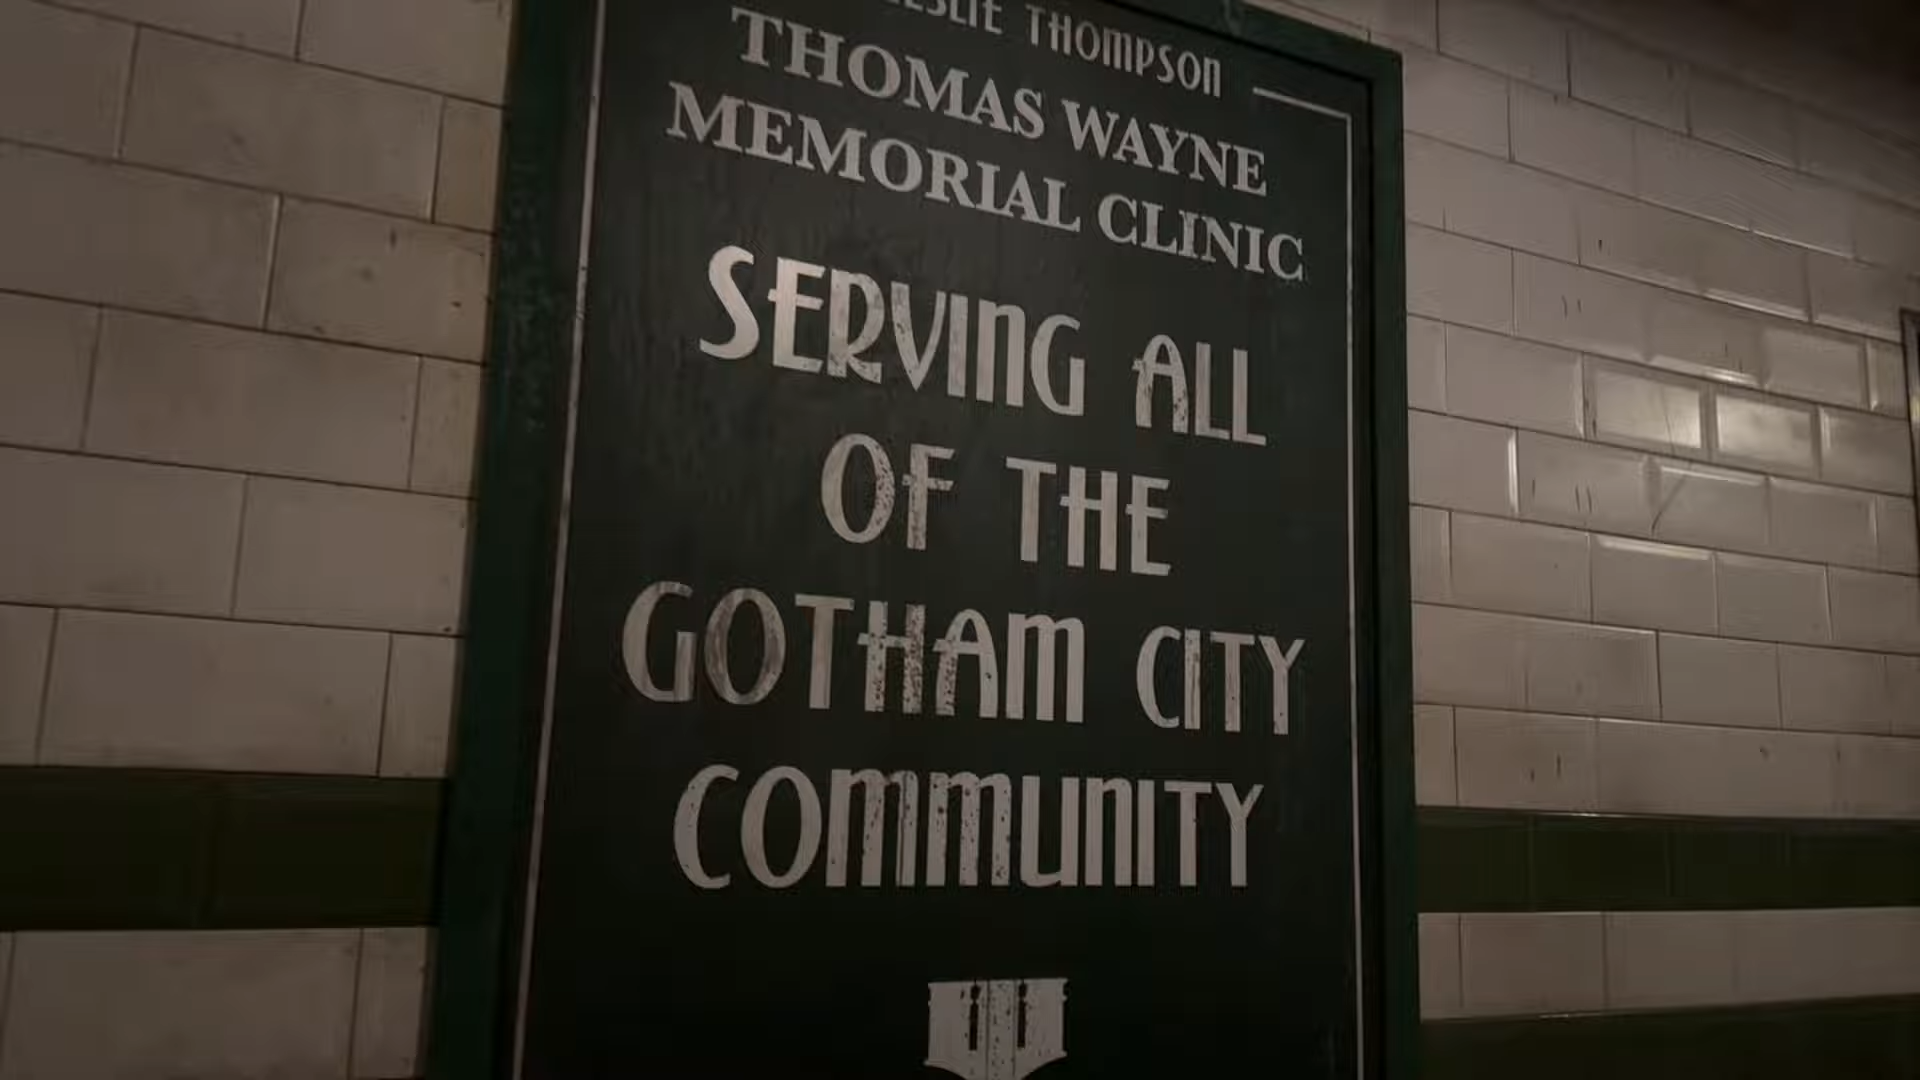 THOMPSON
THOMAS WAYNE
MEMORIAL CLINIC
SERVING ALL
OF THE
GOTHAM CITY
COMMUNITY